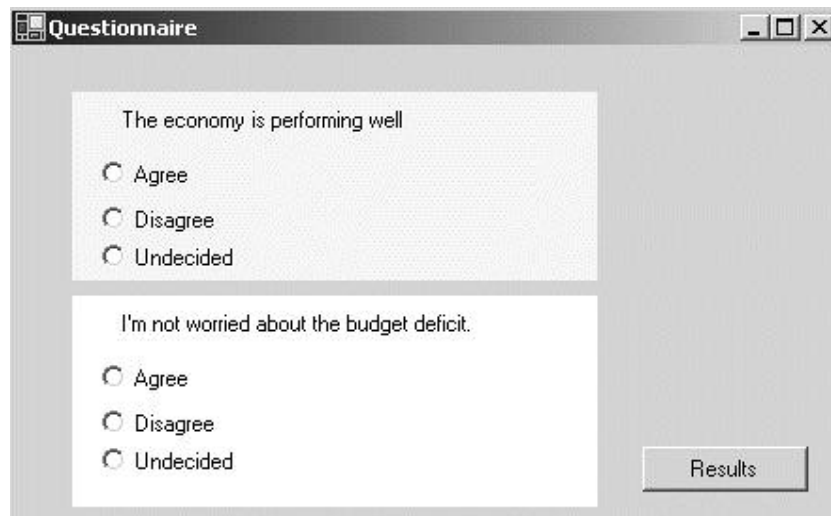 Questionnaire
The economy is performing well
Agree
Disagree
Undecided
I'm not worried about the budget deficit.
Agree
Disagree
Undecided
Results